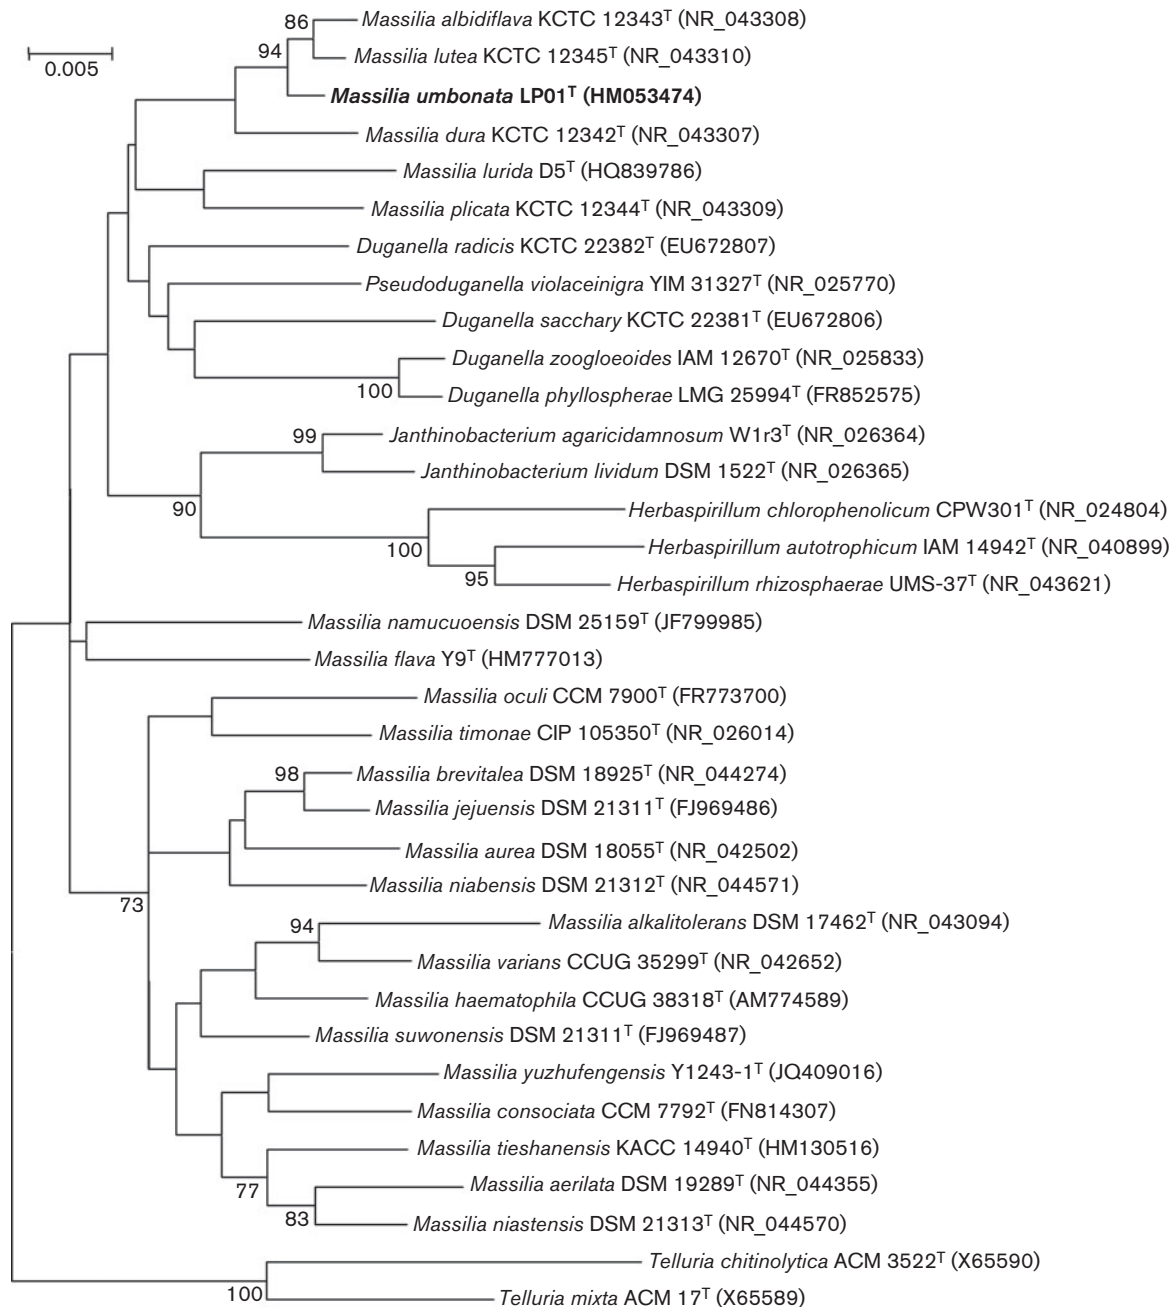 86
Massilia albidiflava KCTC 12343ᵀ (NR_043308)
94
Massilia lutea KCTC 12345ᵀ (NR_043310)
0.005
Massilia umbonata LP01ᵀ (HM053474)
Massilia dura KCTC 12342ᵀ (NR_043307)
Massilia lurida D5ᵀ (HQ839786)
Massilia plicata KCTC 12344ᵀ (NR_043309)
Duganella radicis KCTC 22382ᵀ (EU672807)
Pseudoduganella violaceinigra YIM 31327ᵀ (NR_025770)
Duganella sacchary KCTC 22381ᵀ (EU672806)
Duganella zoogloeoides IAM 12670ᵀ (NR_025833)
100
Duganella phyllospherae LMG 25994ᵀ (FR852575)
99
Janthinobacterium agaricidamnosum W1r3ᵀ (NR_026364)
Janthinobacterium lividum DSM 1522ᵀ (NR_026365)
90
Herbaspirillum chlorophenolicum CPW301ᵀ (NR_024804)
100
Herbaspirillum autotrophicum IAM 14942ᵀ (NR_040899)
95
Herbaspirillum rhizosphaerae UMS-37ᵀ (NR_043621)
Massilia namucuoensis DSM 25159ᵀ (JF799985)
Massilia flava Y9ᵀ (HM777013)
Massilia oculi CCM 7900ᵀ (FR773700)
Massilia timonae CIP 105350ᵀ (NR_026014)
98
Massilia brevitalea DSM 18925ᵀ (NR_044274)
Massilia jejuensis DSM 21311ᵀ (FJ969486)
Massilia aurea DSM 18055ᵀ (NR_042502)
Massilia niabensis DSM 21312ᵀ (NR_044571)
73
94
Massilia alkalitolerans DSM 17462ᵀ (NR_043094)
Massilia varians CCUG 35299ᵀ (NR_042652)
Massilia haematophila CCUG 38318ᵀ (AM774589)
Massilia suwonensis DSM 21311ᵀ (FJ969487)
Massilia yuzhufengensis Y1243-1ᵀ (JQ409016)
Massilia consociata CCM 7792ᵀ (FN814307)
Massilia tieshanensis KACC 14940ᵀ (HM130516)
77
Massilia aerilata DSM 19289ᵀ (NR_044355)
83
Massilia niastensis DSM 21313ᵀ (NR_044570)
Telluria chitinolytica ACM 3522ᵀ (X65590)
100
Telluria mixta ACM 17ᵀ (X65589)